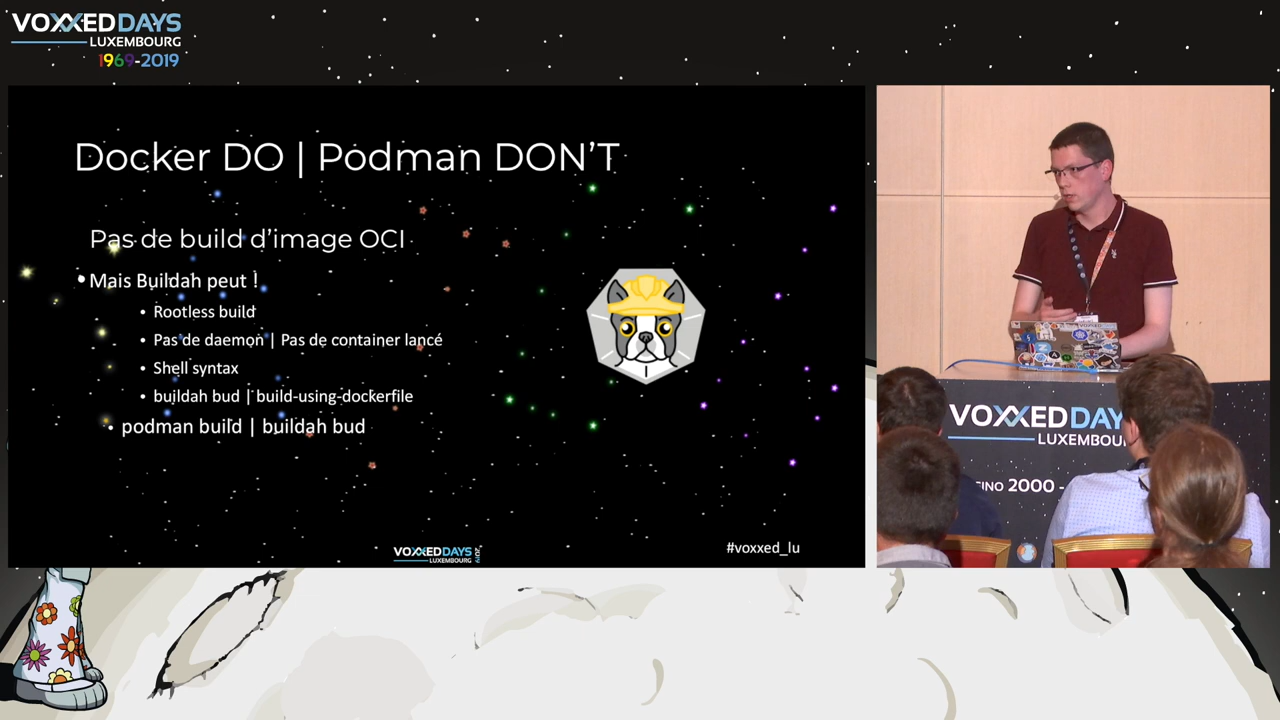 VOXXED DAYS
LUXEMBOURG
1969-2019
Docker DO | Podman DON'T
Pas de build d'image OCI
• Mais Buildah peut !
• Rootless build
• Pas de daemon | Pas de container lancé
• Shell syntax
• buildah bud | build-using-dockerfile
• podman build | buildah bud
VOXXED DAYS
LUXEMBOURG
#voxxed_lu
VOXXED DAY
LUXEMBOU
2000 -